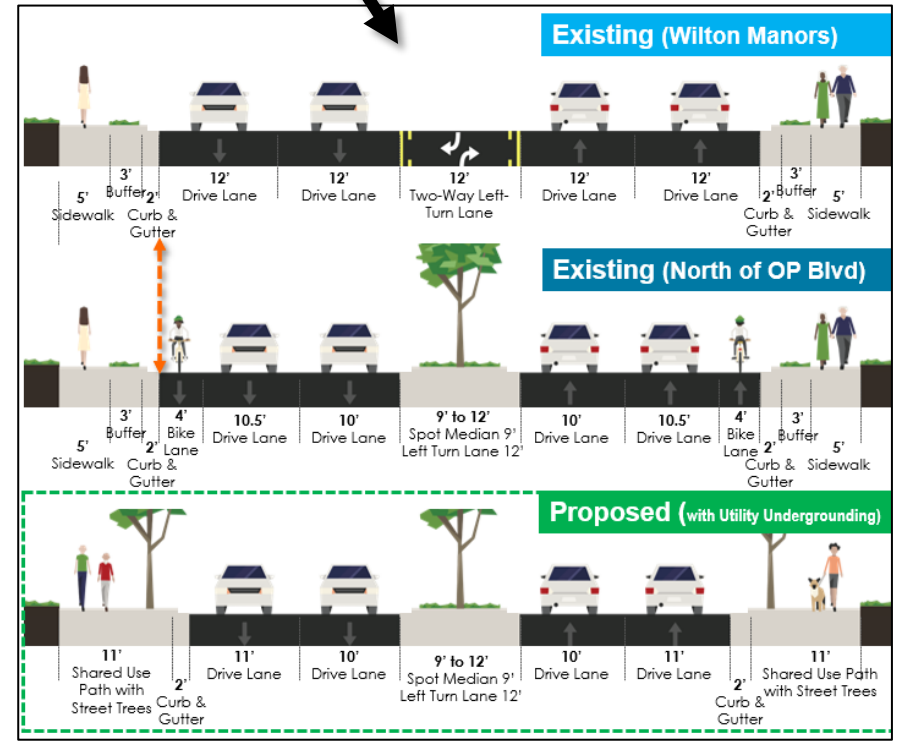 Existing (Wilton Manors)
5'
Sidewalk
3'
Buffer
2'
Curb &
Gutter
12'
Drive Lane
12'
Drive Lane
12'
Two-Way Left-
Turn Lane
12'
Drive Lane
12'
Drive Lane
2'
Curb &
Gutter
3'
Buffer
5'
Sidewalk
Existing (North of OP Blvd)
5'
Sidewalk
3'
Buffer
2'
Curb &
Gutter
4'
Bike
Lane
10.5'
Drive Lane
10'
Drive Lane
9' to 12'
Spot Median 9'
Left Turn Lane 12'
10'
Drive Lane
10.5'
Drive Lane
4'
Bike
Lane
2'
Curb &
Gutter
3'
Buffer
5'
Sidewalk
Proposed (with Utility Undergrounding)
11'
Shared Use
Path with
Street Trees
2'
Curb &
Gutter
11'
Drive Lane
10'
Drive Lane
9' to 12'
Spot Median 9'
Left Turn Lane 12'
10'
Drive Lane
11'
Drive Lane
2'
Curb &
Gutter
11'
Shared Use Path
with Street Trees